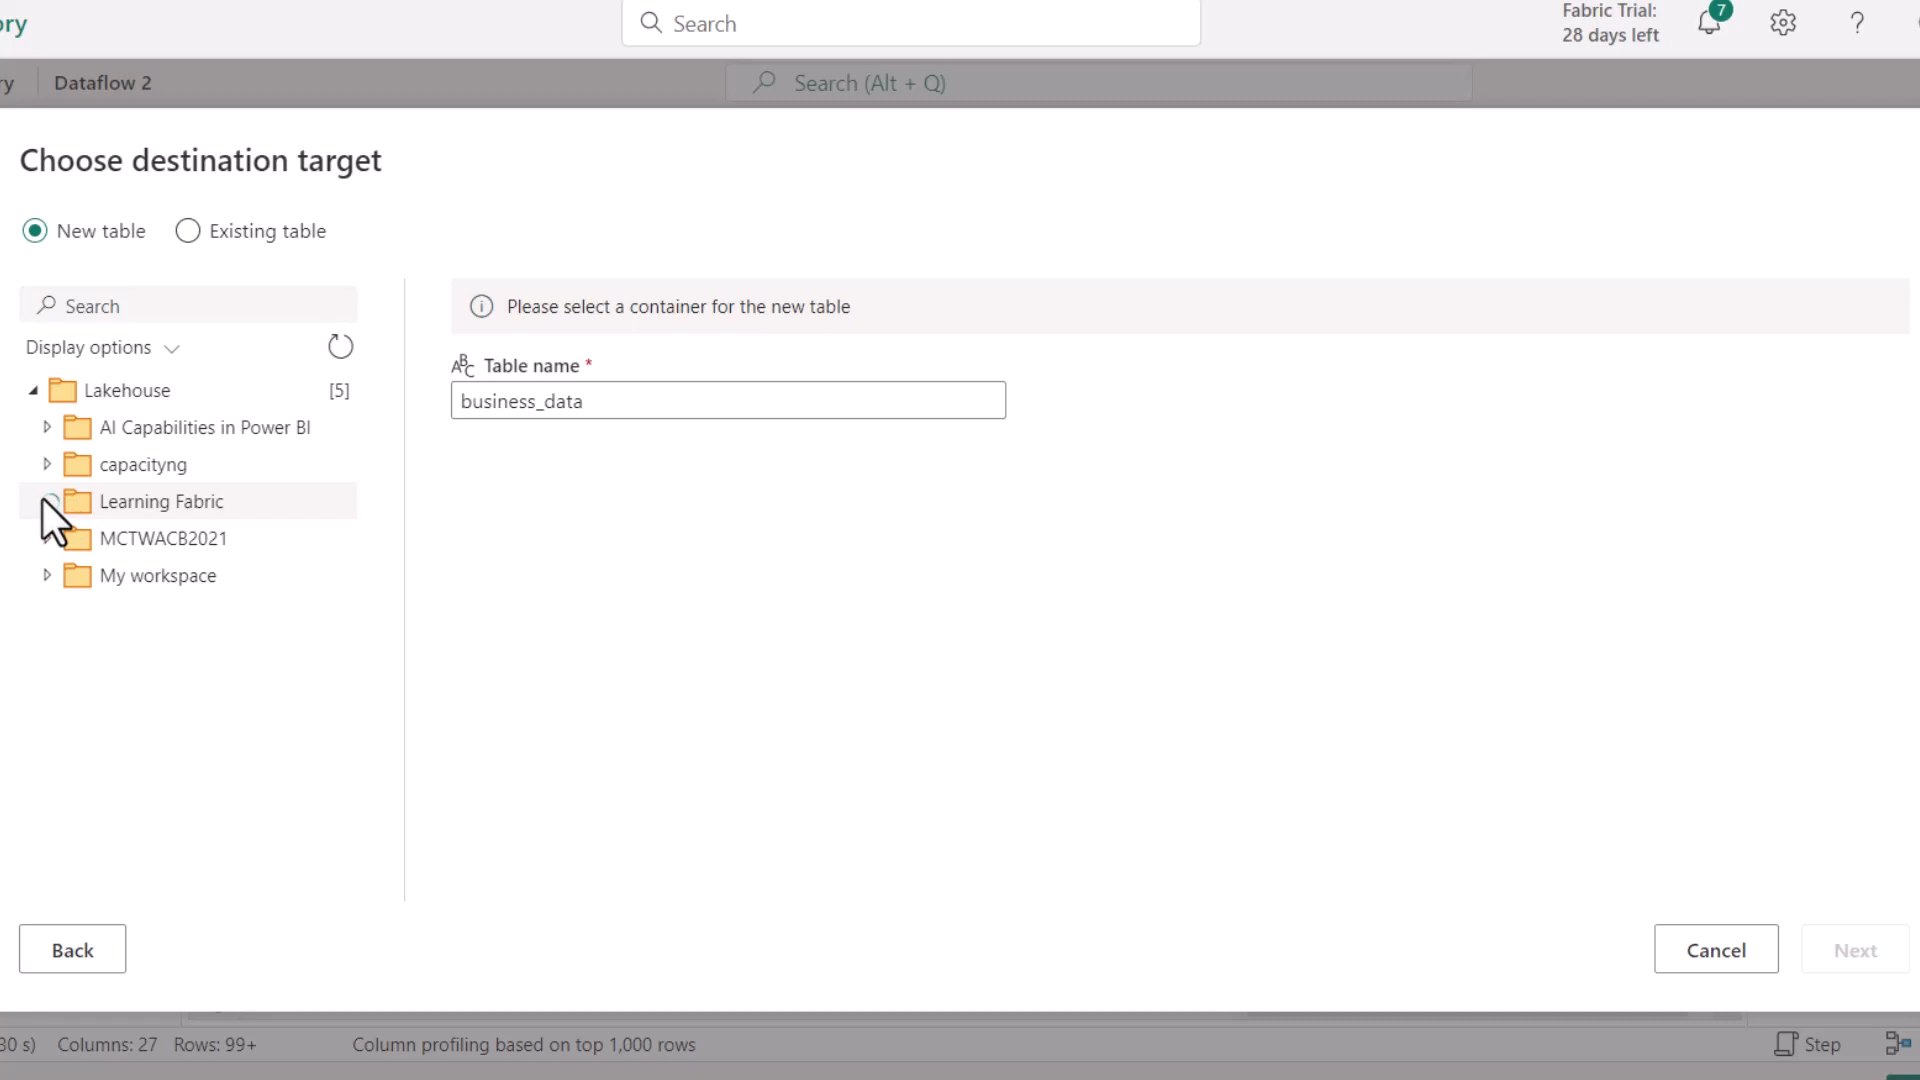 ory
Search
Fabric Trial:
28 days left
7
?
ry
Dataflow 2
Search (Alt + Q)
Choose destination target
New table
Existing table
Search
Display options
Lakehouse
[5]
AI Capabilities in Power BI
capacityng
Learning Fabric
MCTWACB2021
My workspace
Please select a container for the new table
ABC Table name *
business_data
Back
Cancel
Next
30 s)
Columns: 27
Rows: 99+
Column profiling based on top 1,000 rows
Step